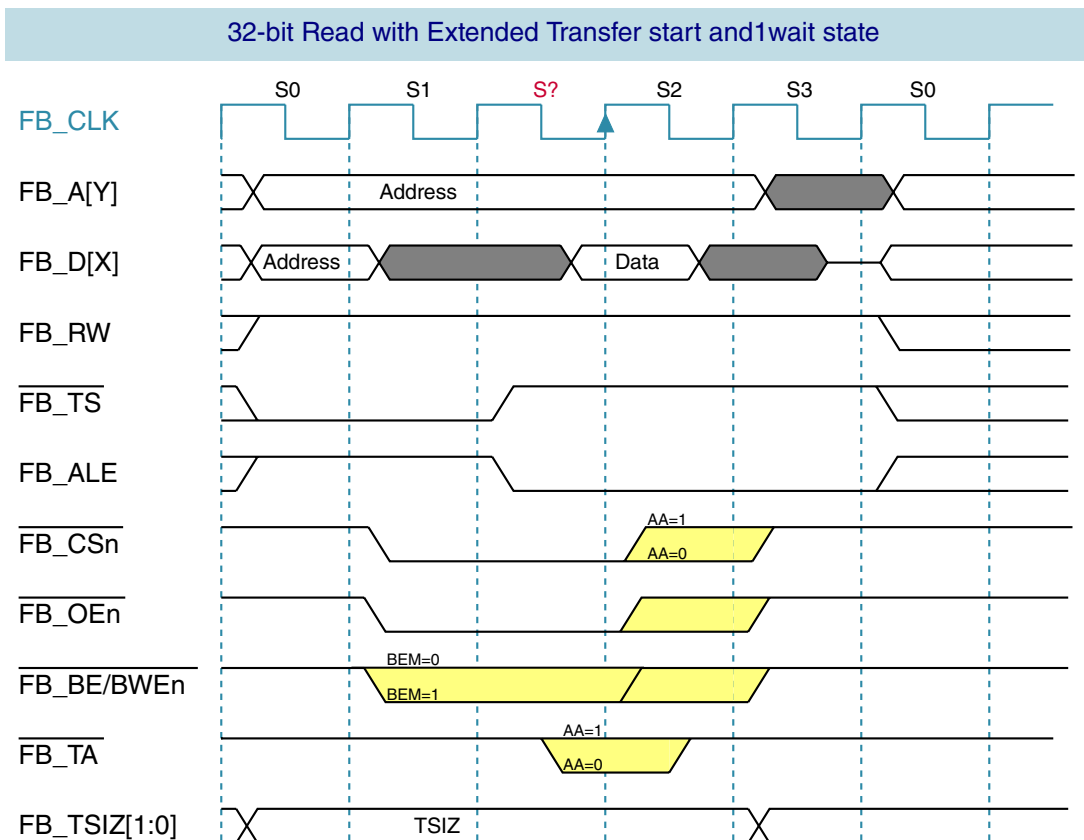 32-bit Read with Extended Transfer start and1wait state
S0 S1 S? S2 S3 S0
FB_CLK
FB_A[Y] Address
FB_D[X] Address Data
FB_RW
FB_TS
FB_ALE
FB_CSn AA=1
AA=0
FB_OEn
FB_BE/BWEn BEM=0
BEM=1
FB_TA AA=1
AA=0
FB_TSIZ[1:0] TSIZ